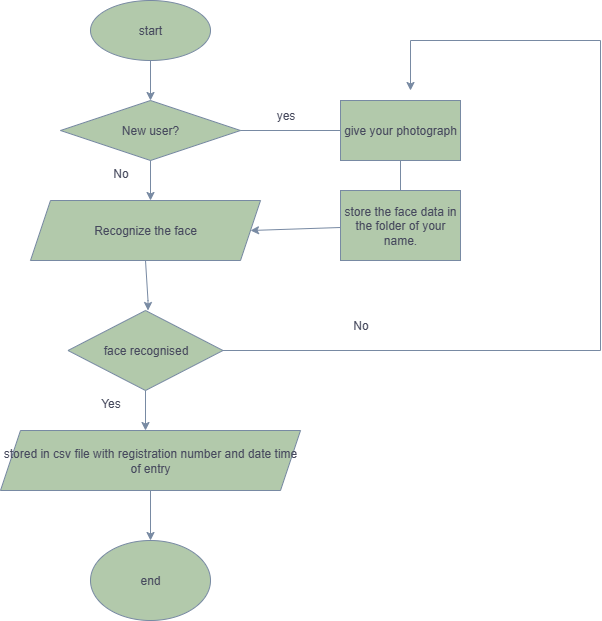 start
New user?
yes
give your photograph
No
Recognize the face
store the face data in
the folder of your
name.
No
face recognised
Yes
stored in csv file with registration number and date time
of entry
end